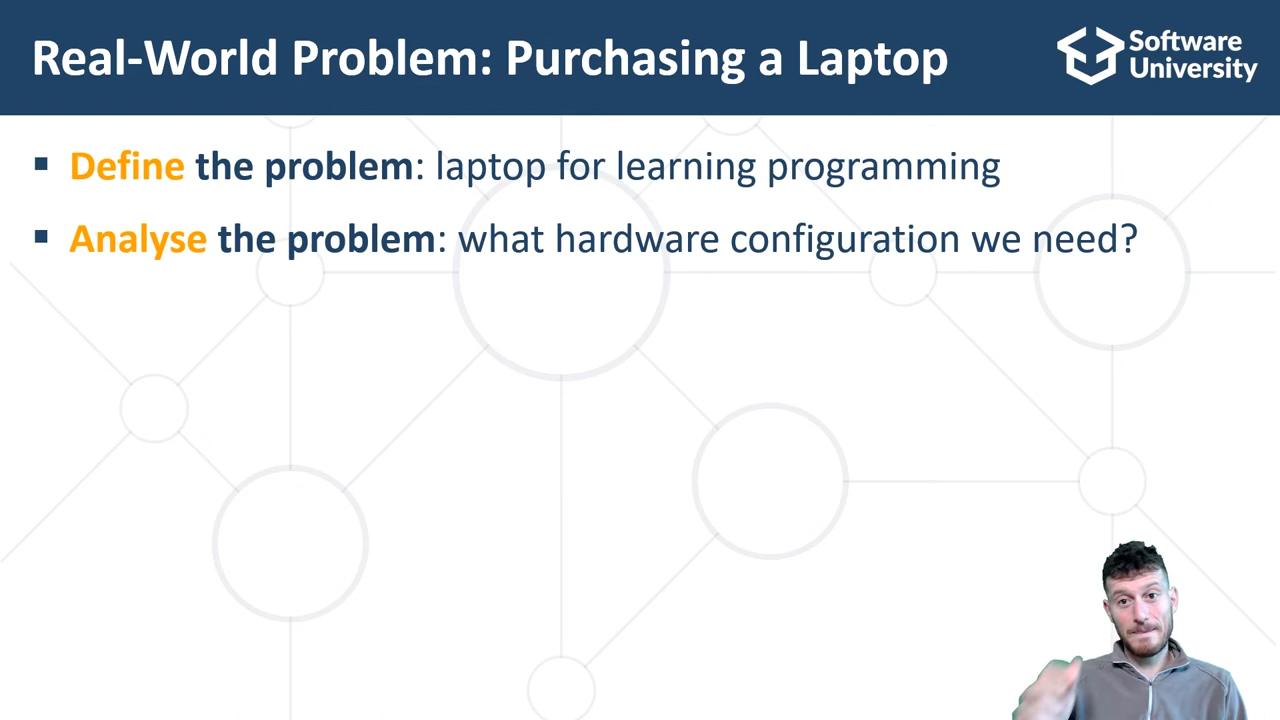 Real-World Problem: Purchasing a Laptop
Software
University
▪ Define the problem: laptop for learning programming
▪ Analyse the problem: what hardware configuration we need?